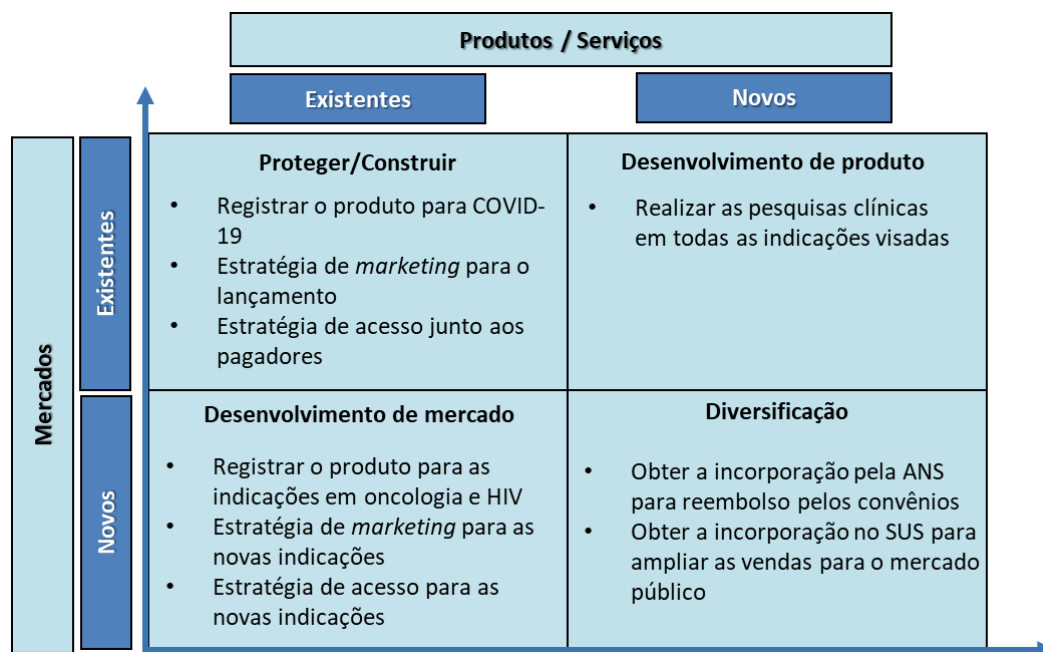 Produtos / Serviços
Existentes
Novos
Mercados
Existentes
Novos
Proteger/Construir
• Registrar o produto para COVID-
19
• Estratégia de marketing para o
lançamento
• Estratégia de acesso junto aos
pagadores
Desenvolvimento de produto
• Realizar as pesquisas clínicas
em todas as indicações visadas
Desenvolvimento de mercado
• Registrar o produto para as
indicações em oncologia e HIV
• Estratégia de marketing para as
novas indicações
• Estratégia de acesso para as
novas indicações
Diversificação
• Obter a incorporação pela ANS
para reembolso pelos convênios
• Obter a incorporação no SUS para
ampliar as vendas para o mercado
público